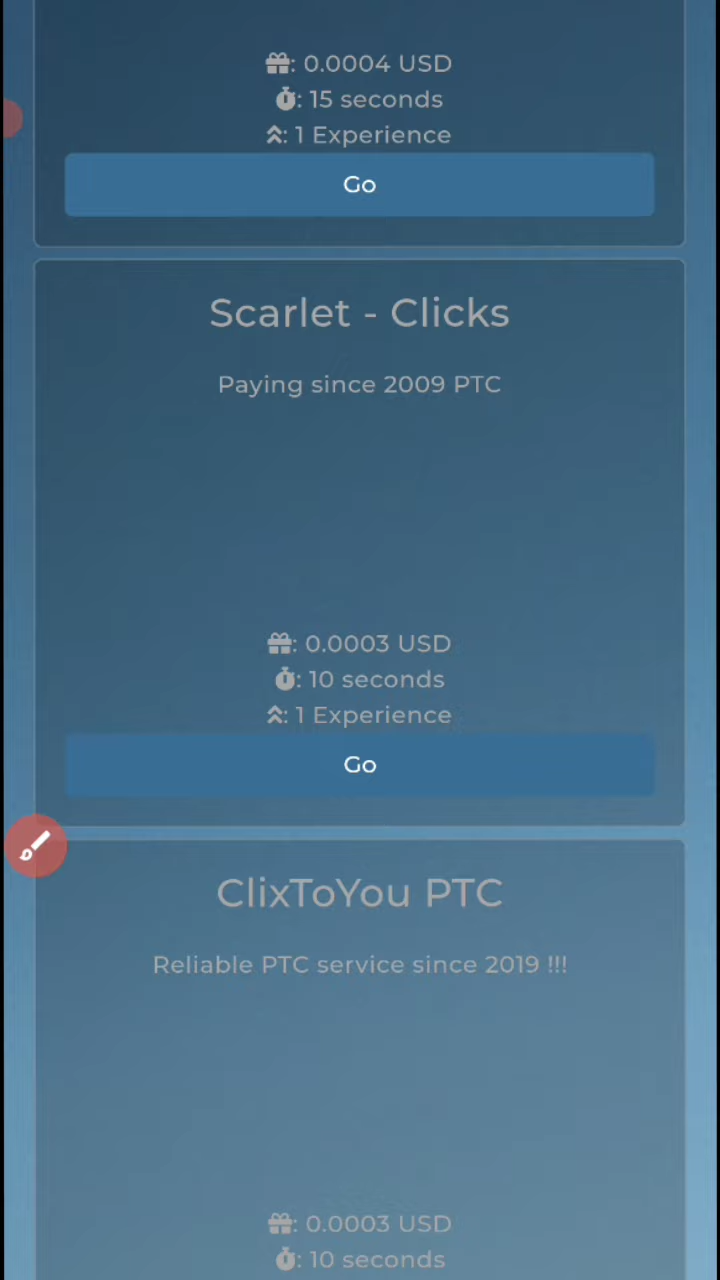 : 0.0004 USD
: 15 seconds
: 1 Experience
Go
Scarlet - Clicks
Paying since 2009 PTC
: 0.0003 USD
: 10 seconds
: 1 Experience
Go
ClixToYou PTC
Reliable PTC service since 2019 !!!
: 0.0003 USD
: 10 seconds